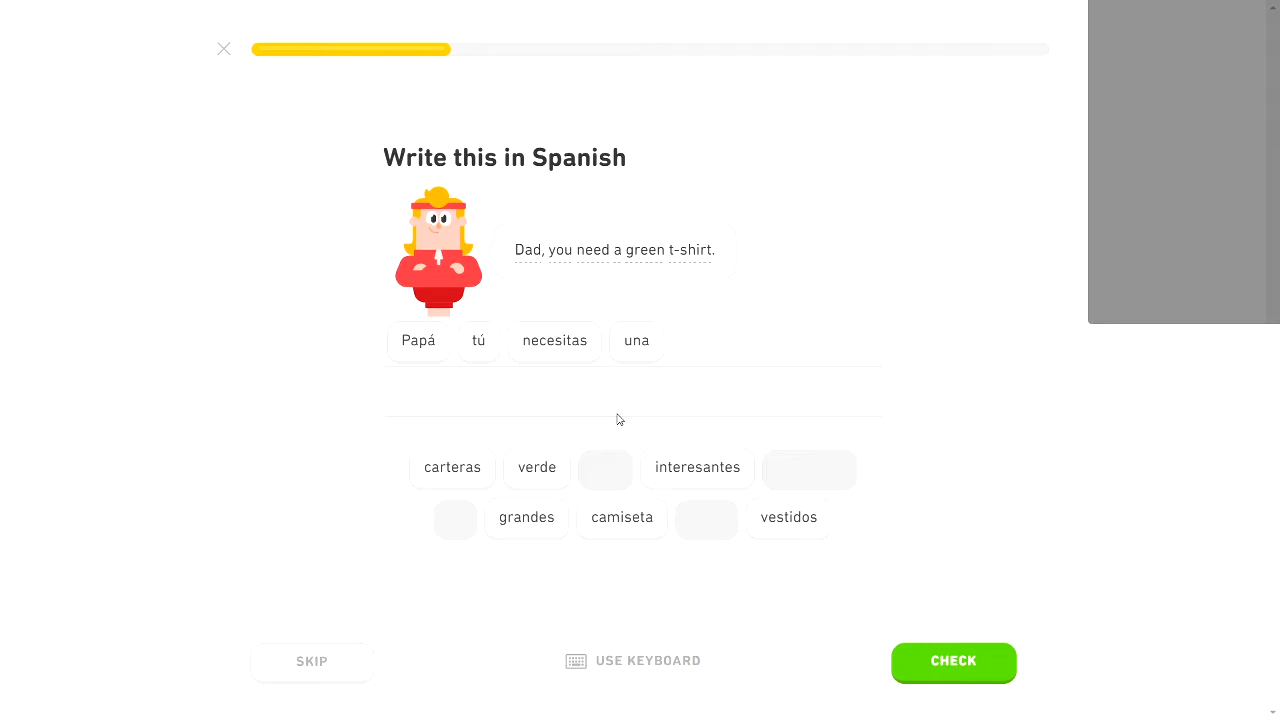 Write this in Spanish
Dad, you need a green t-shirt.
Papá tú necesitas una
carteras verde interesantes
grandes camiseta vestidos
SKIP USE KEYBOARD CHECK